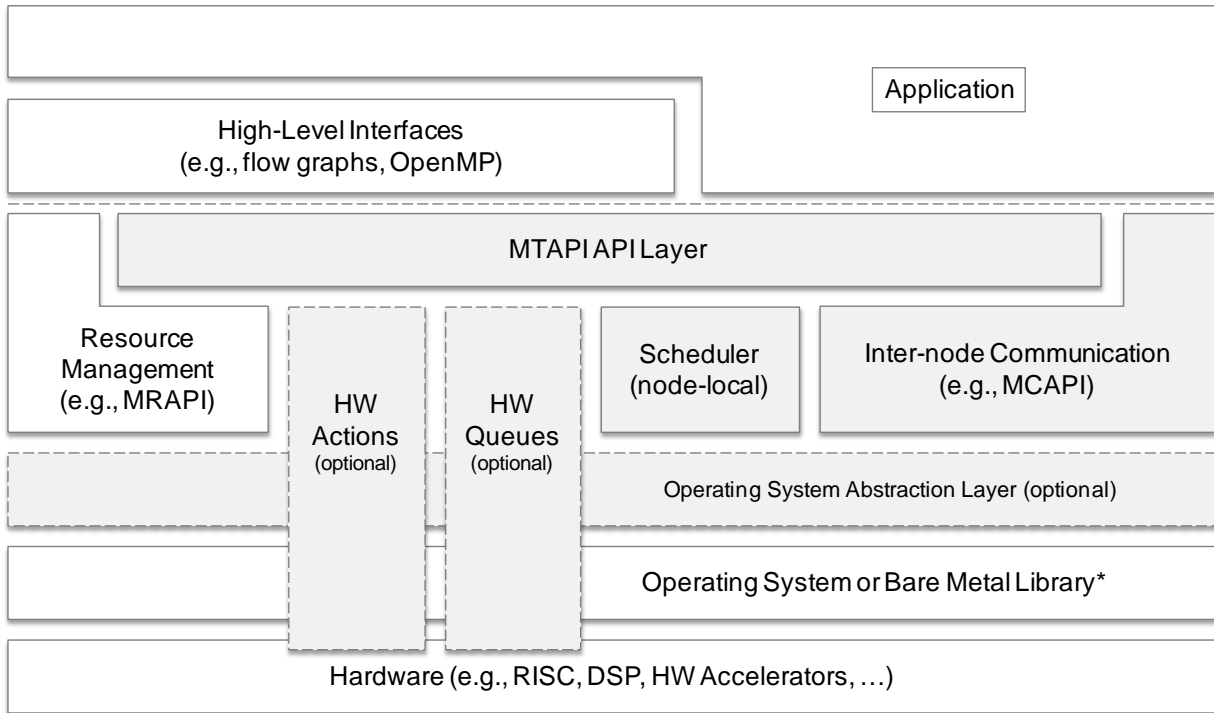 Application
High-Level Interfaces
(e.g., flow graphs, OpenMP)
MTAPI API Layer
Resource
Management
(e.g., MRAPI)
HW
Actions
(optional)
HW
Queues
(optional)
Scheduler
(node-local)
Inter-node Communication
(e.g., MCAPI)
Operating System Abstraction Layer (optional)
Operating System or Bare Metal Library*
Hardware (e.g., RISC, DSP, HW Accelerators, …)